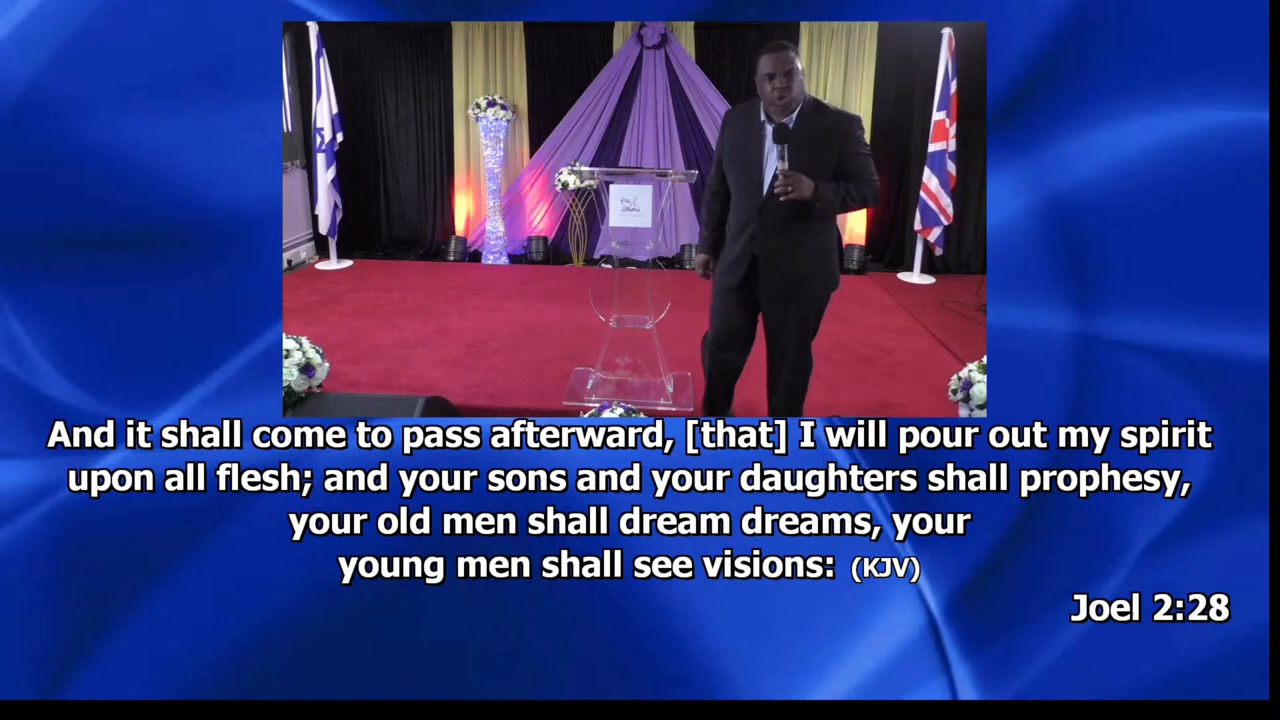 And it shall come to pass afterward, [that] I will pour out my spirit
upon all flesh; and your sons and your daughters shall prophesy,
your old men shall dream dreams, your
young men shall see visions: (KJV)
Joel 2:28